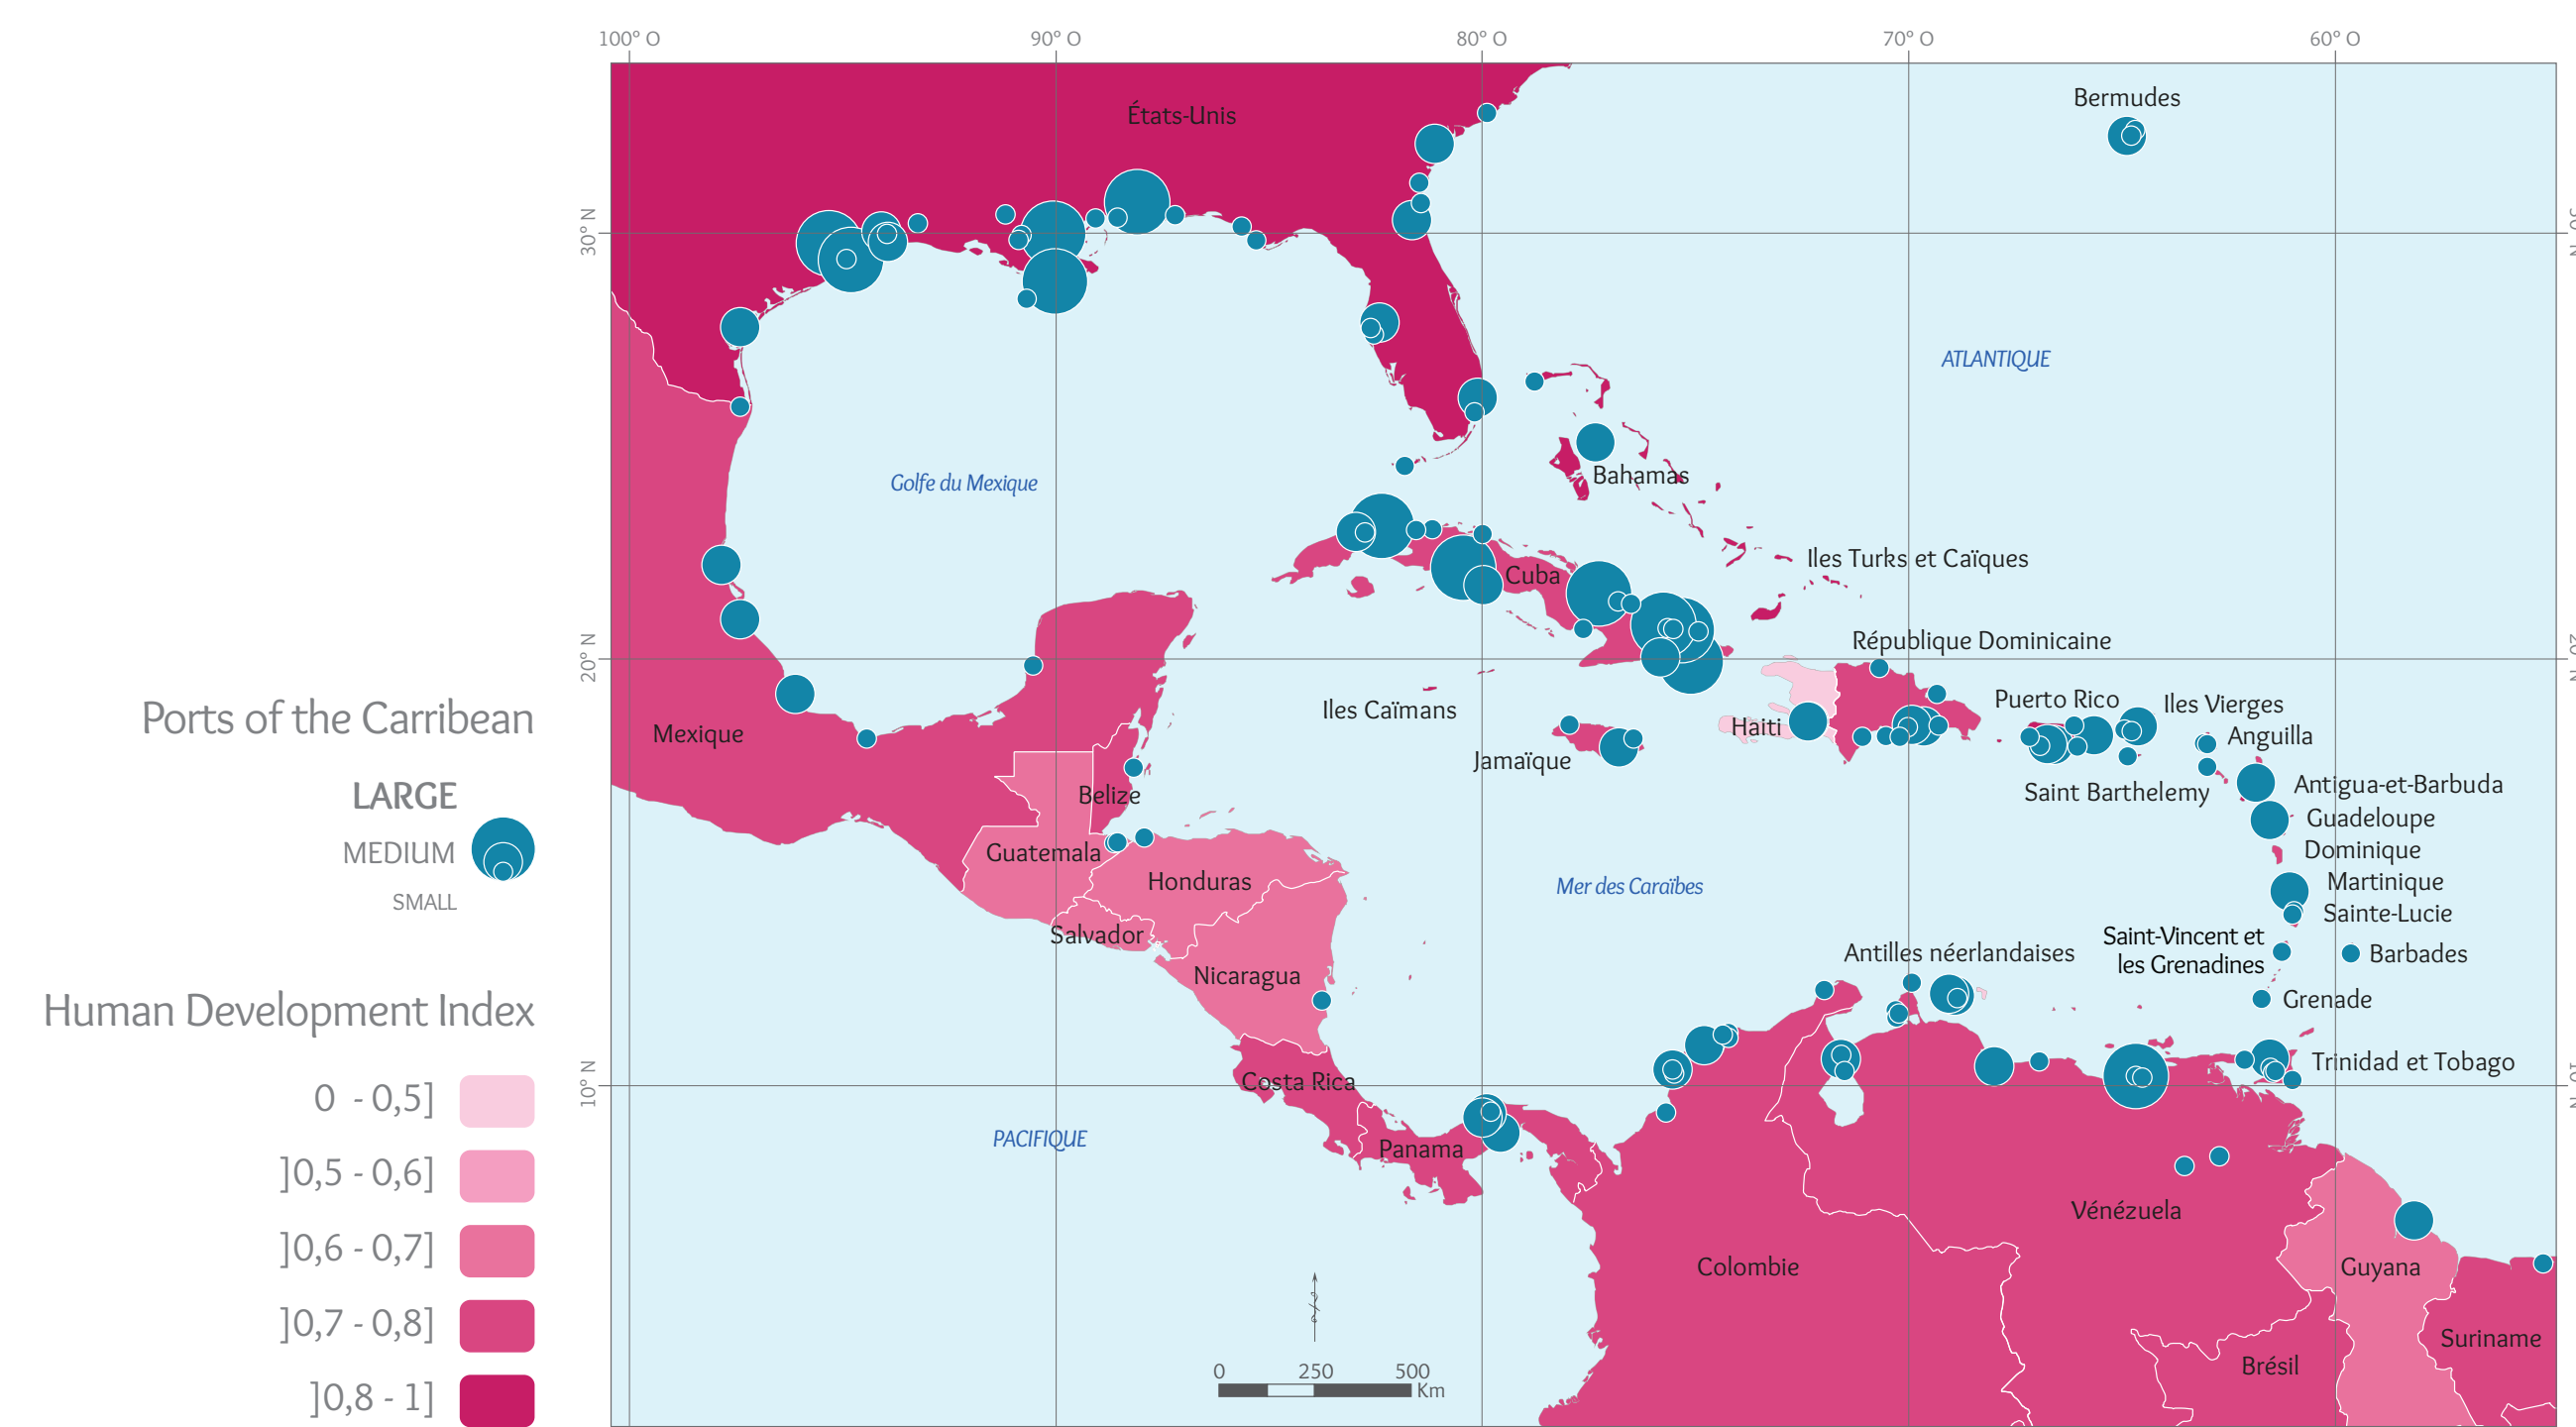 100° O
90° O
80° O
70° O
60° O
États-Unis
Bermudes
30° N
30° N
ATLANTIQUE
Golfe du Mexique
Bahamas
Iles Turks et Caïques
Cuba
20° N
20° N
République Dominicaine
Puerto Rico
Iles Vierges
Iles Caïmans
Haiti
Anguilla
Ports of the Carribean
Mexique
Jamaïque
Saint Barthelemy
Antigua-et-Barbuda
LARGE
Belize
Guadeloupe
MEDIUM
Guatemala
Dominique
SMALL
Honduras
Mer des Caraïbes
Martinique
Sainte-Lucie
Salvador
Saint-Vincent et
les Grenadines
Antilles néerlandaises
Barbades
Nicaragua
Grenade
Human Development Index
Trinidad et Tobago
10° N
10° N
Costa Rica
0 - 0,5]
PACIFIQUE
Panama
]0,5 - 0,6]
Vénézuela
]0,6 - 0,7]
Colombie
Guyana
]0,7 - 0,8]
Suriname
Brésil
0 250 500
Km
]0,8 - 1]